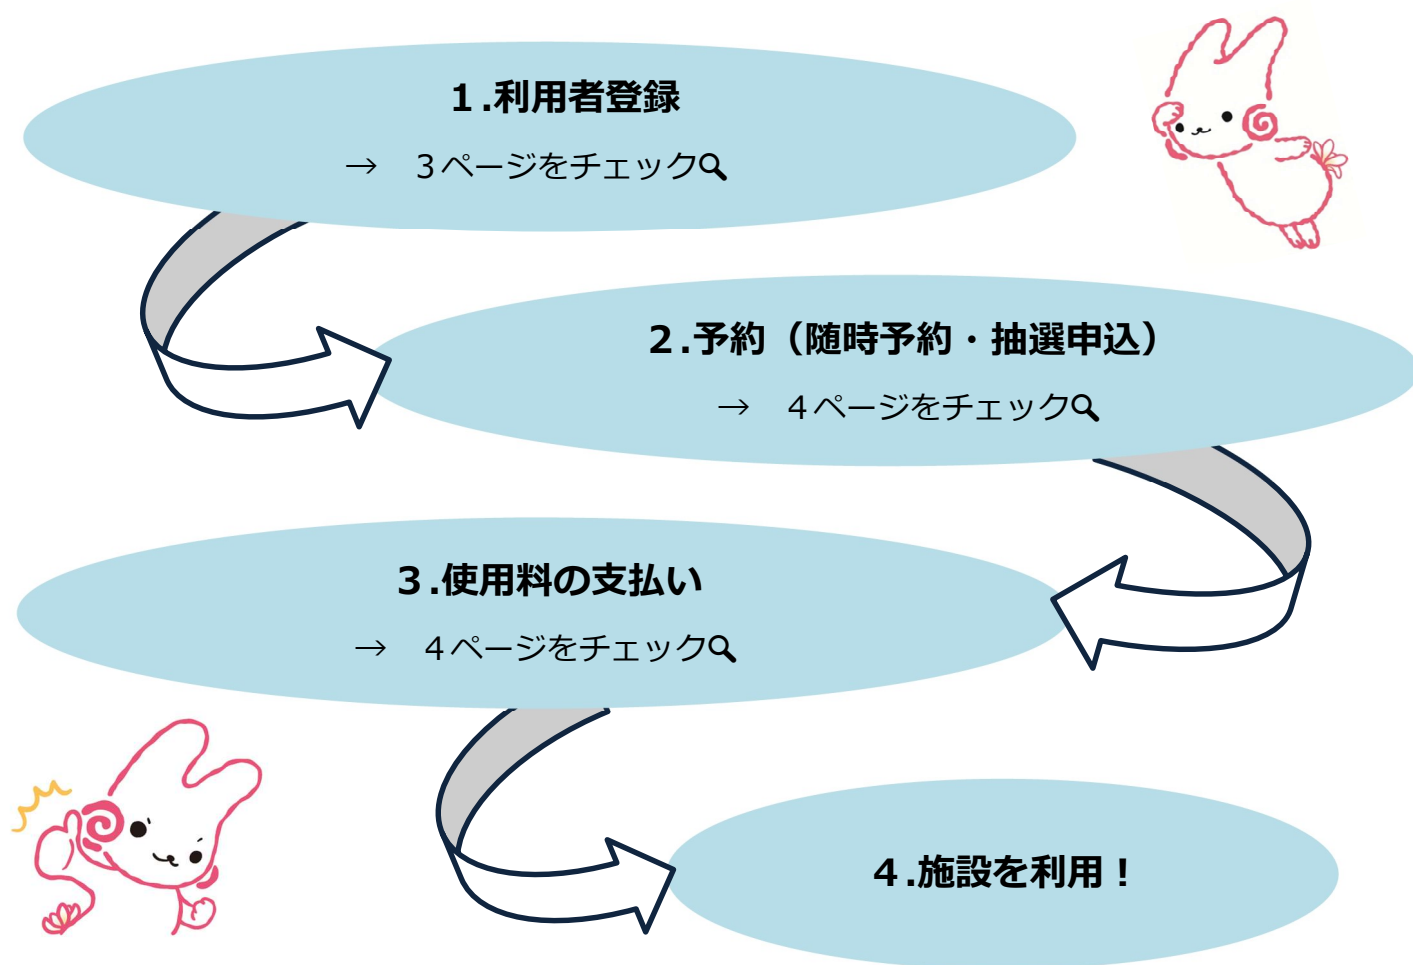 １.利用者登録
→　３ページをチェック🔍
２.予約（随時予約・抽選申込）
→　４ページをチェック🔍
３.使用料の支払い
→　４ページをチェック🔍
４.施設を利用！